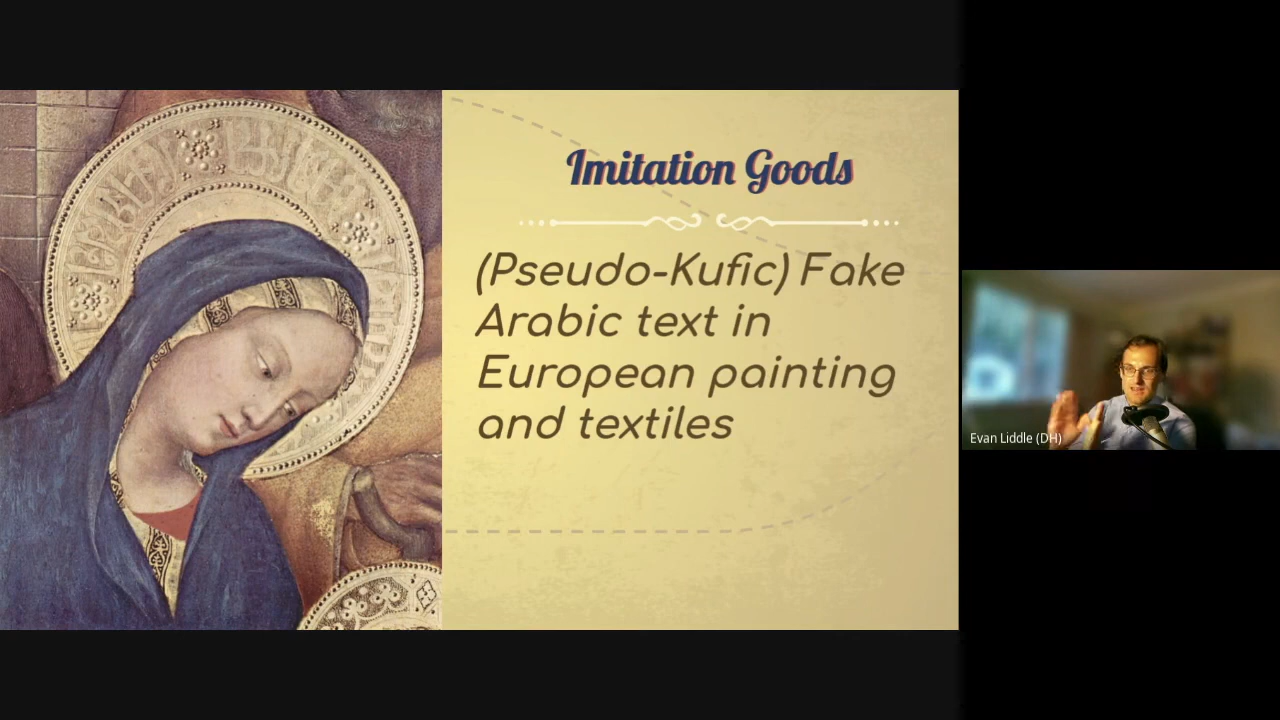 Imitation Goods
(Pseudo-Kufic) Fake
Arabic text in
European painting
and textiles
Evan Liddle (DH)